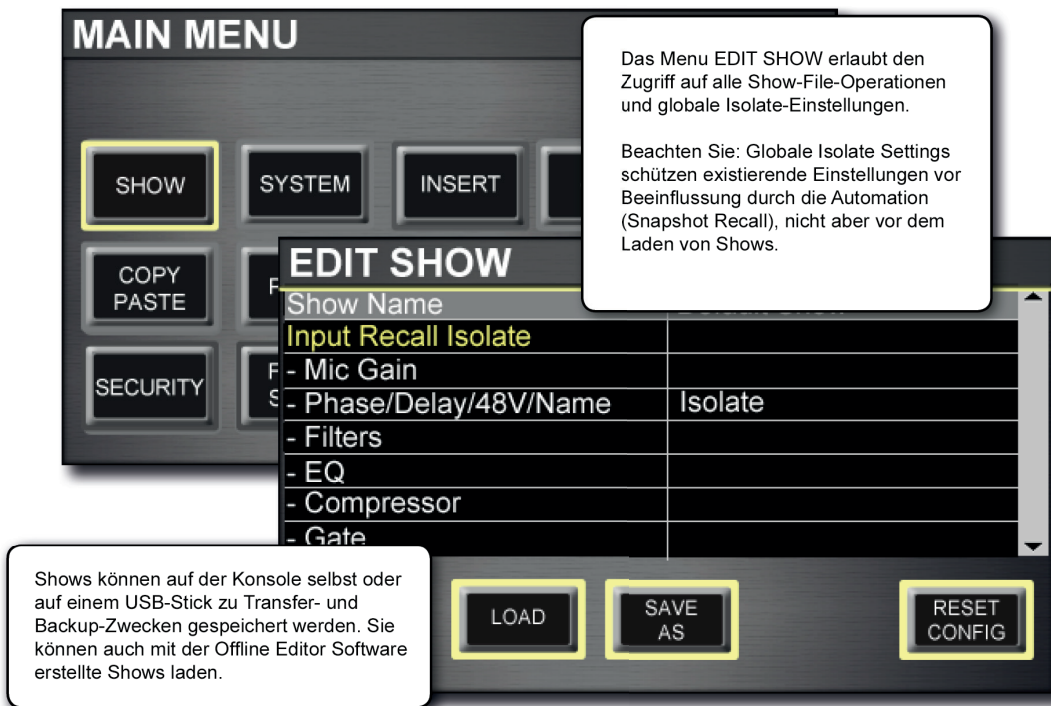 MAIN MENU
Das Menu EDIT SHOW erlaubt den
Zugriff auf alle Show-File-Operationen
und globale Isolate-Einstellungen.
Beachten Sie: Globale Isolate Settings
schützen existierende Einstellungen vor
Beeinflussung durch die Automation
(Snapshot Recall), nicht aber vor dem
Laden von Shows.
SHOW
SYSTEM
INSERT
COPY
PASTE
SECURITY
EDIT SHOW
Show Name
Input Recall Isolate
- Mic Gain
- Phase/Delay/48V/Name Isolate
- Filters
- EQ
- Compressor
- Gate
Shows können auf der Konsole selbst oder
auf einem USB-Stick zu Transfer- und
Backup-Zwecken gespeichert werden. Sie
können auch mit der Offline Editor Software
erstellte Shows laden.
LOAD
SAVE
AS
RESET
CONFIG